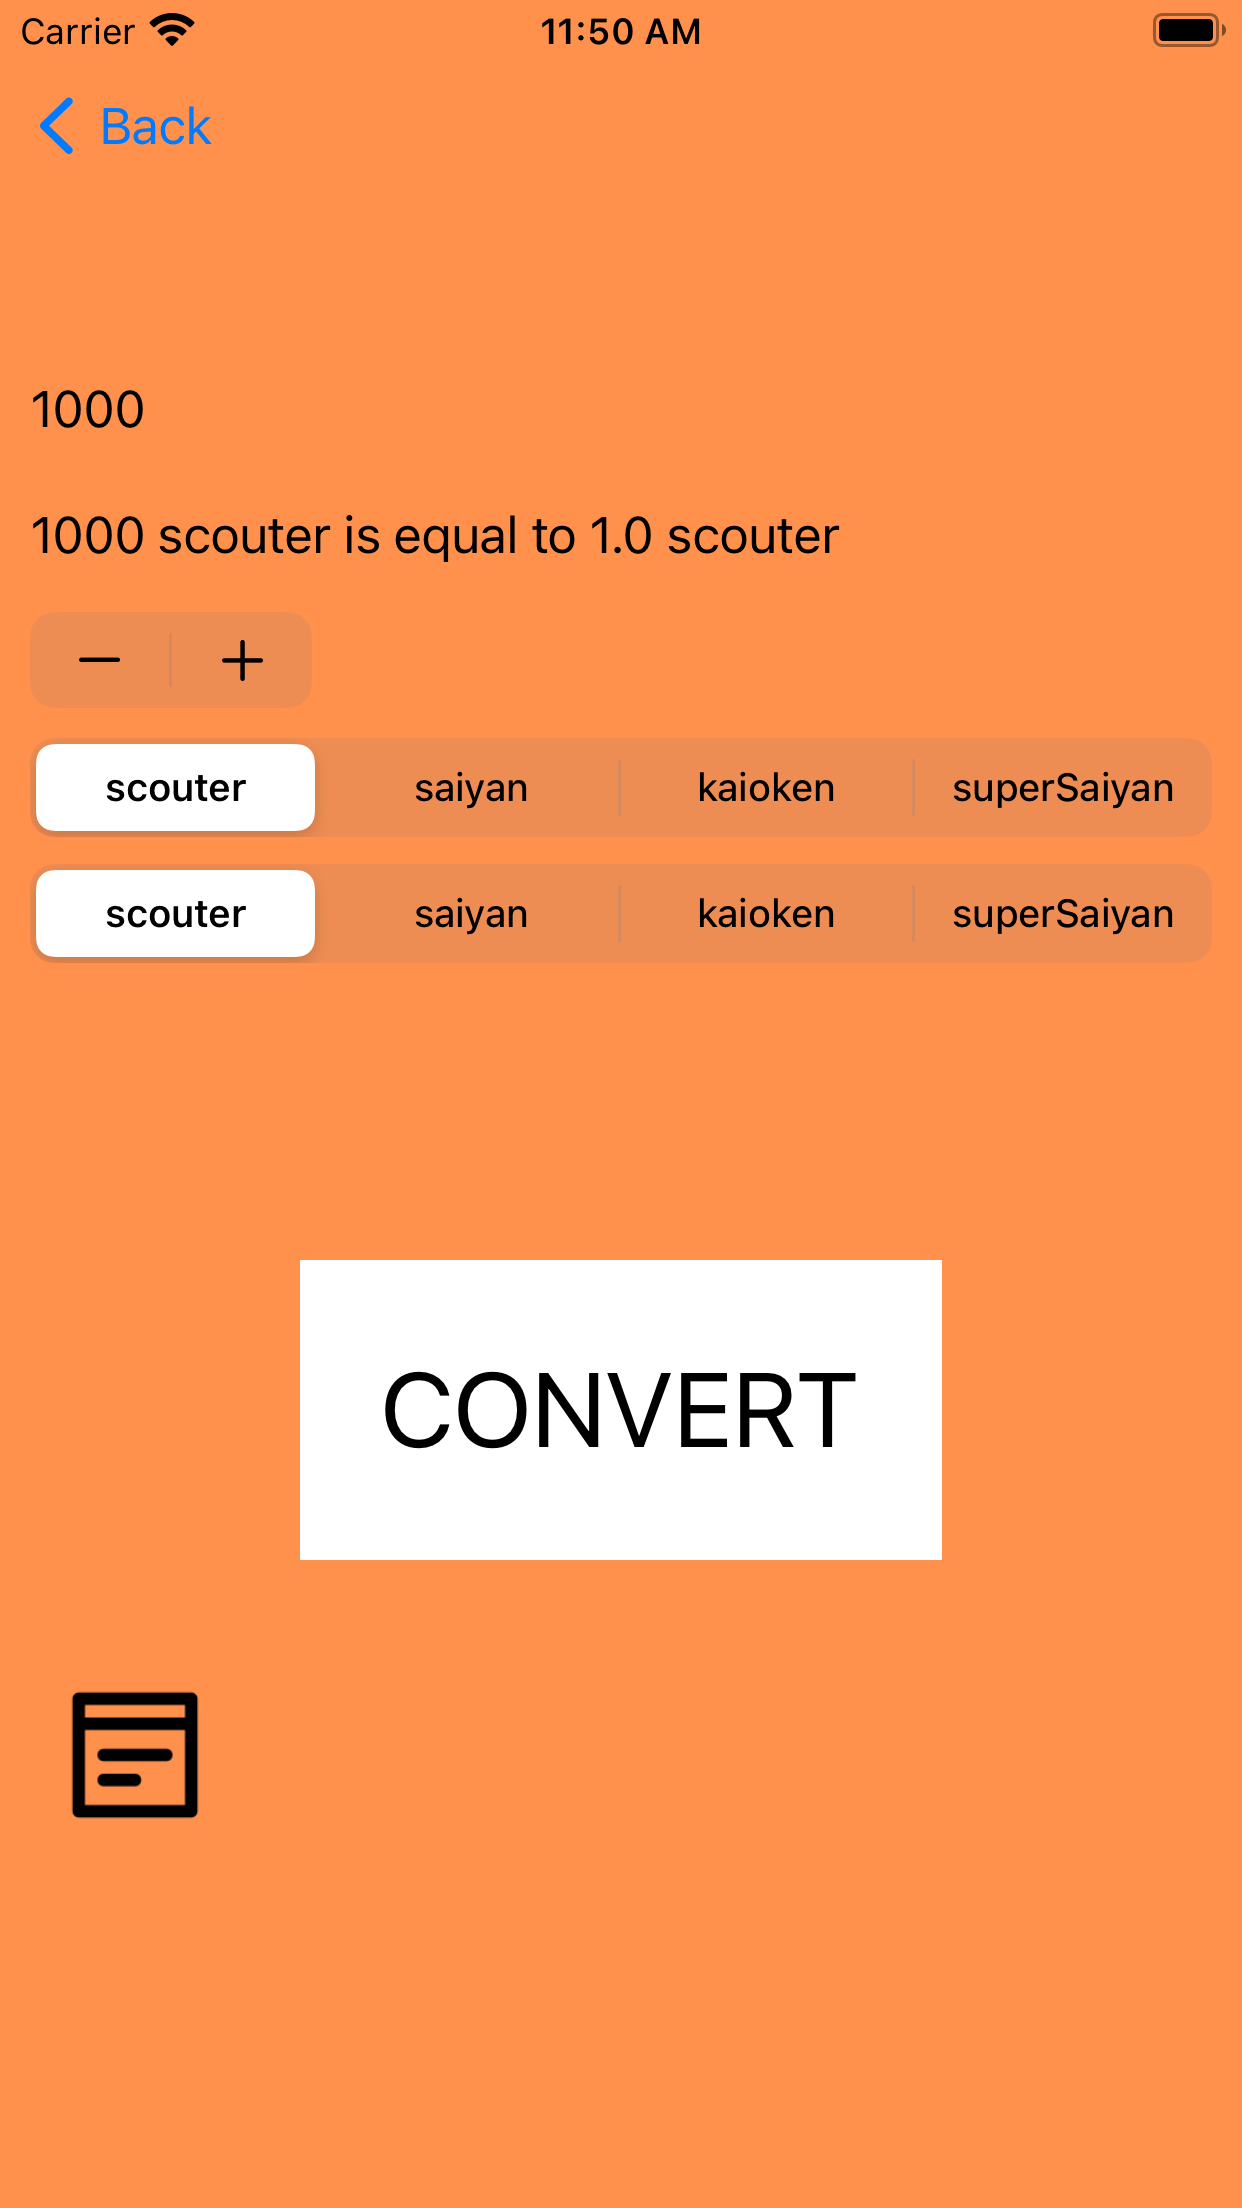 Carrier 11:50 AM
Back
1000
1000 scouter is equal to 1.0 scouter
scouter saiyan kaioken superSaiyan
scouter saiyan kaioken superSaiyan
CONVERT